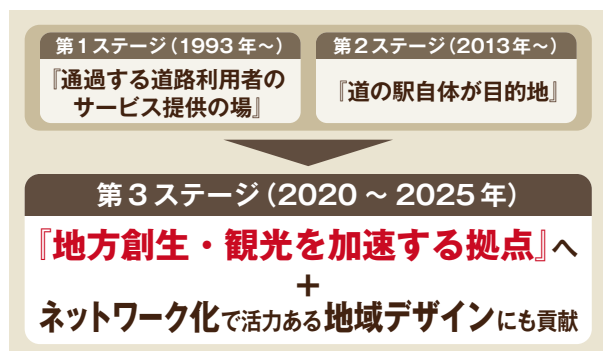 第1ステージ（1993年～）
『通過する道路利用者の
サービス提供の場』
第2ステージ（2013年～）
『道の駅自体が目的地』
第3ステージ（2020 ～ 2025年）
『地方創生・観光を加速する拠点』へ
＋
ネットワーク化で活力ある地域デザインにも貢献